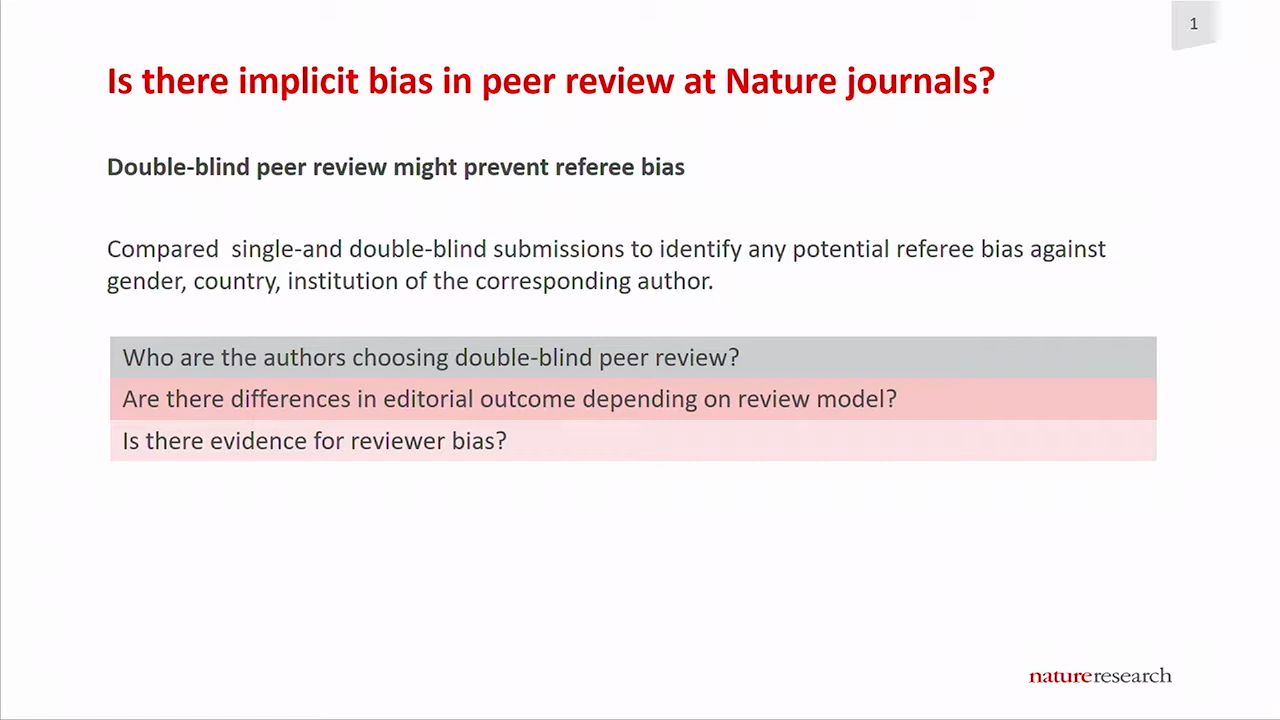 1
Is there implicit bias in peer review at Nature journals?
Double-blind peer review might prevent referee bias
Compared  single-and double-blind submissions to identify any potential referee bias against
gender, country, institution of the corresponding author.
Who are the authors choosing double-blind peer review?
Are there differences in editorial outcome depending on review model?
Is there evidence for reviewer bias?
natureresearch